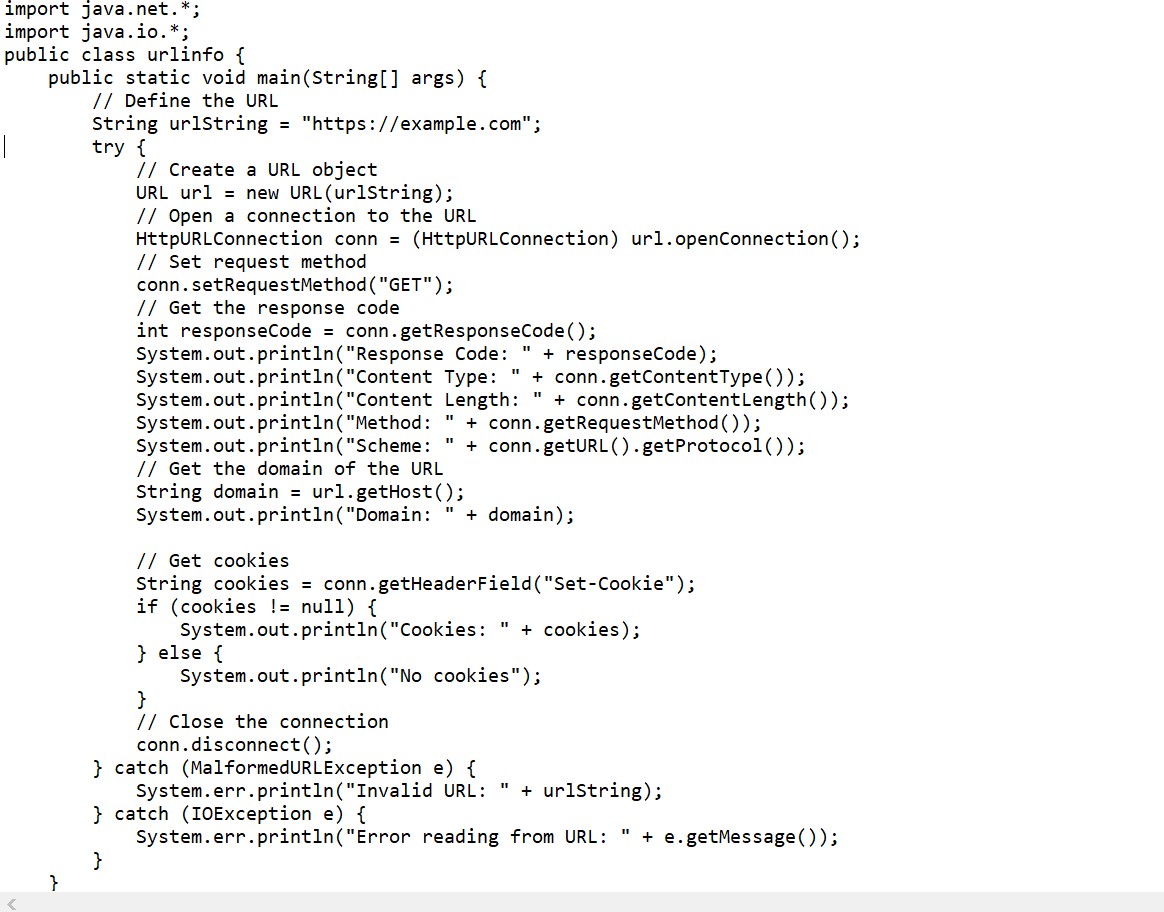 import java.net.*;
import java.io.*;
public class urlinfo {
    public static void main(String[] args) {
        // Define the URL
        String urlString = "https://example.com";
        try {
            // Create a URL object
            URL url = new URL(urlString);
            // Open a connection to the URL
            HttpURLConnection conn = (HttpURLConnection) url.openConnection();
            // Set request method
            conn.setRequestMethod("GET");
            // Get the response code
            int responseCode = conn.getResponseCode();
            System.out.println("Response Code: " + responseCode);
            System.out.println("Content Type: " + conn.getContentType());
            System.out.println("Content Length: " + conn.getContentLength());
            System.out.println("Method: " + conn.getRequestMethod());
            System.out.println("Scheme: " + conn.getURL().getProtocol());
            // Get the domain of the URL
            String domain = url.getHost();
            System.out.println("Domain: " + domain);

            // Get cookies
            String cookies = conn.getHeaderField("Set-Cookie");
            if (cookies != null) {
                System.out.println("Cookies: " + cookies);
            } else {
                System.out.println("No cookies");
            }
            // Close the connection
            conn.disconnect();
        } catch (MalformedURLException e) {
            System.err.println("Invalid URL: " + urlString);
        } catch (IOException e) {
            System.err.println("Error reading from URL: " + e.getMessage());
        }
    }